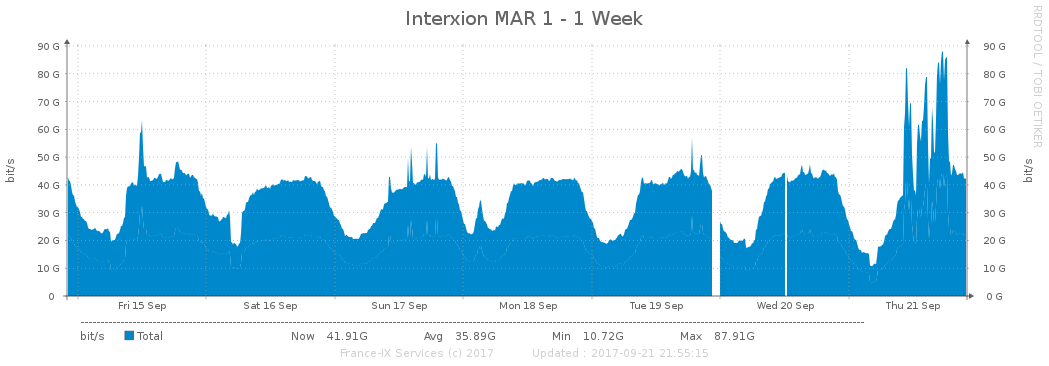 Interxion MAR 1 - 1 Week
RRDTOOL / TOBI OETIKER
bit/s
90 G 90 G
80 G 80 G
70 G 70 G
60 G 60 G
50 G 50 G
40 G 40 G
30 G 30 G
20 G 20 G
10 G 10 G
0 0 G
bit/s
Fri 15 Sep Sat 16 Sep Sun 17 Sep Mon 18 Sep Tue 19 Sep Wed 20 Sep Thu 21 Sep
bit/s Total Now 41.91G Avg 35.89G Min 10.72G Max 87.91G
France-IX Services (c) 2017 Updated : 2017-09-21 21:55:15